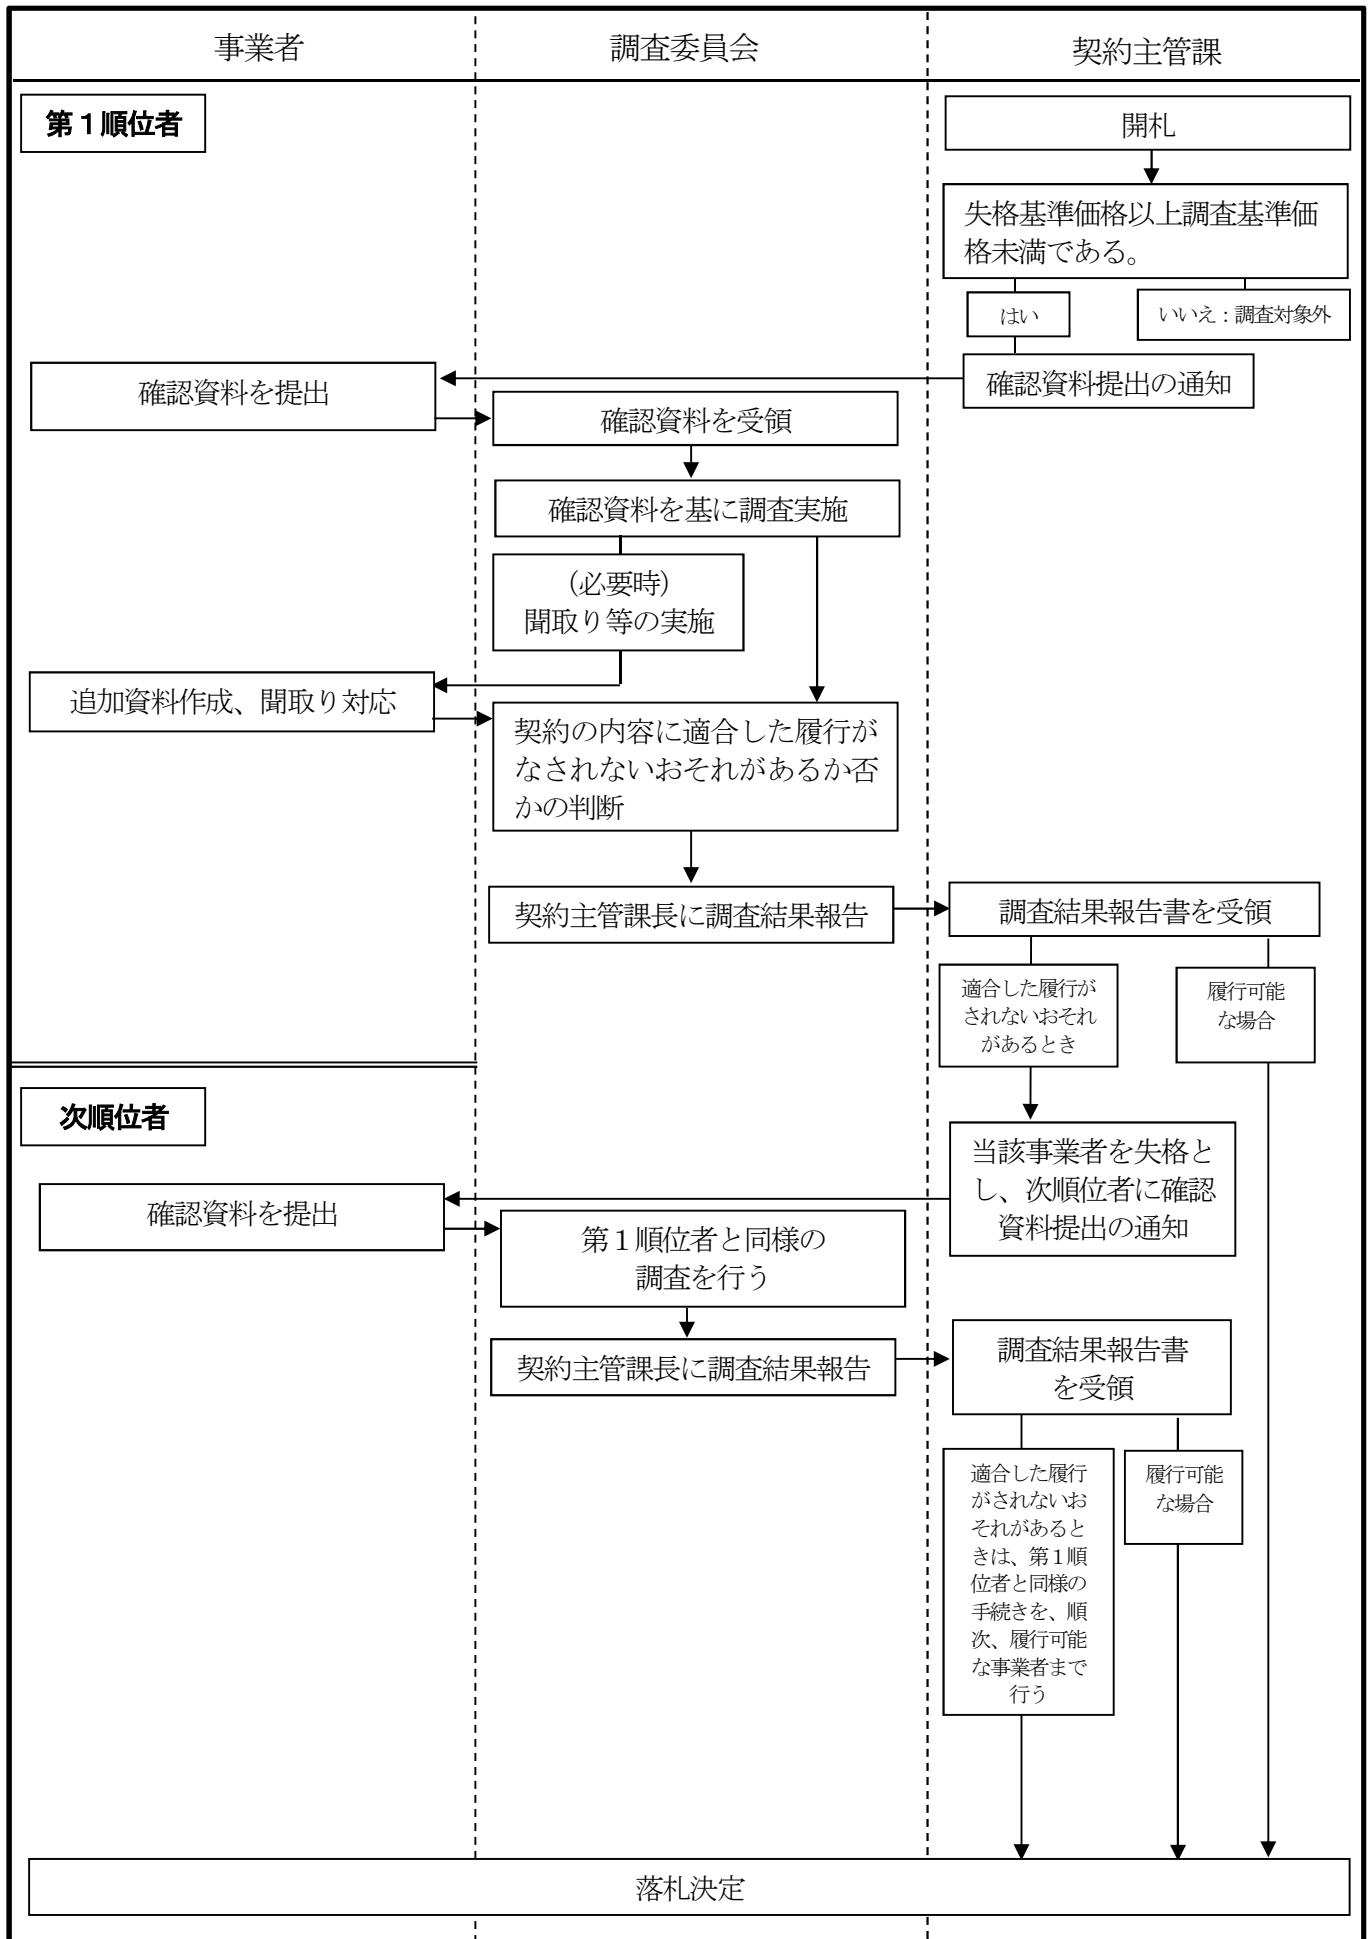 事業者
調査委員会
契約主管課
第１順位者
開札
失格基準価格以上調査基準価
格未満である。
はい
いいえ：調査対象外
確認資料提出の通知
確認資料を提出
確認資料を受領
確認資料を基に調査実施
（必要時）
聞取り等の実施
追加資料作成、聞取り対応
契約の内容に適合した履行が
なされないおそれがあるか否
かの判断
契約主管課長に調査結果報告
調査結果報告書を受領
適合した履行が
されないおそれ
があるとき
履行可能
な場合
次順位者
当該事業者を失格と
し、次順位者に確認
資料提出の通知
確認資料を提出
第１順位者と同様の
調査を行う
契約主管課長に調査結果報告
調査結果報告書
を受領
適合した履行
がされないお
それがあると
きは、第１順
位者と同様の
手続きを、順
次、履行可能
な事業者まで
行う
履行可能
な場合
落札決定